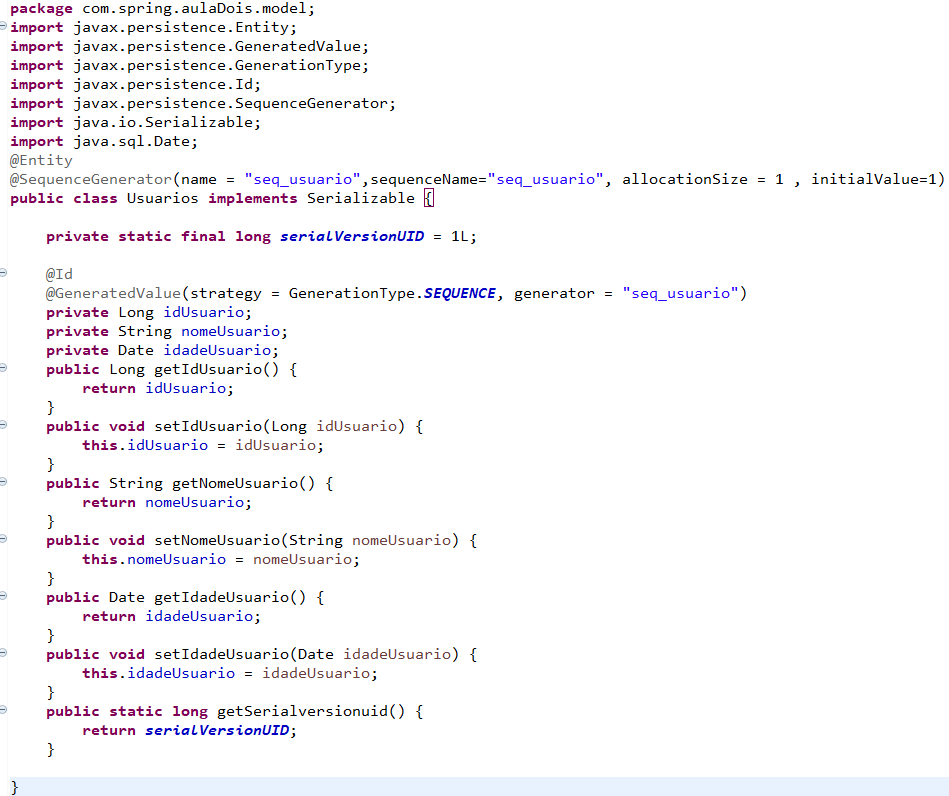 package com.spring.aulaDois.model;
import javax.persistence.Entity;
import javax.persistence.GeneratedValue;
import javax.persistence.GenerationType;
import javax.persistence.Id;
import javax.persistence.SequenceGenerator;
import java.io.Serializable;
import java.sql.Date;
@Entity
@SequenceGenerator(name = "seq_usuario",sequenceName="seq_usuario", allocationSize = 1 , initialValue=1)
public class Usuarios implements Serializable {
    private static final long serialVersionUID = 1L;
    @Id
    @GeneratedValue(strategy = GenerationType.SEQUENCE, generator = "seq_usuario")
    private Long idUsuario;
    private String nomeUsuario;
    private Date idadeUsuario;
    public Long getIdUsuario() {
        return idUsuario;
    }
    public void setIdUsuario(Long idUsuario) {
        this.idUsuario = idUsuario;
    }
    public String getNomeUsuario() {
        return nomeUsuario;
    }
    public void setNomeUsuario(String nomeUsuario) {
        this.nomeUsuario = nomeUsuario;
    }
    public Date getIdadeUsuario() {
        return idadeUsuario;
    }
    public void setIdadeUsuario(Date idadeUsuario) {
        this.idadeUsuario = idadeUsuario;
    }
    public static long getSerialversionuid() {
        return serialVersionUID;
    }
}